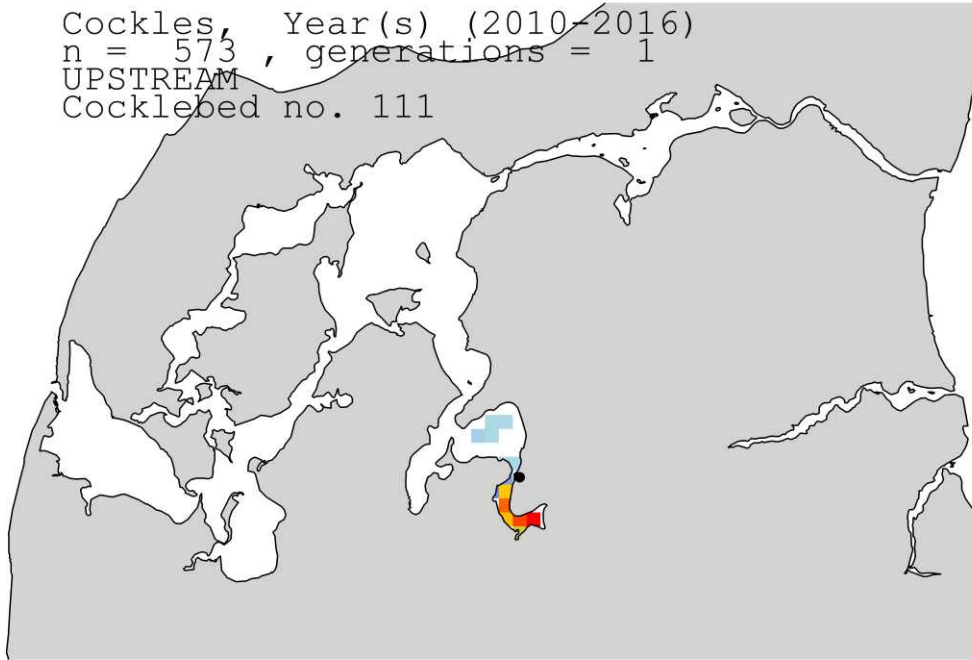 Cockles, Year(s) (2010-2016)
n = 573 , generations = 1
UPSTREAM
Cocklebed no. 111